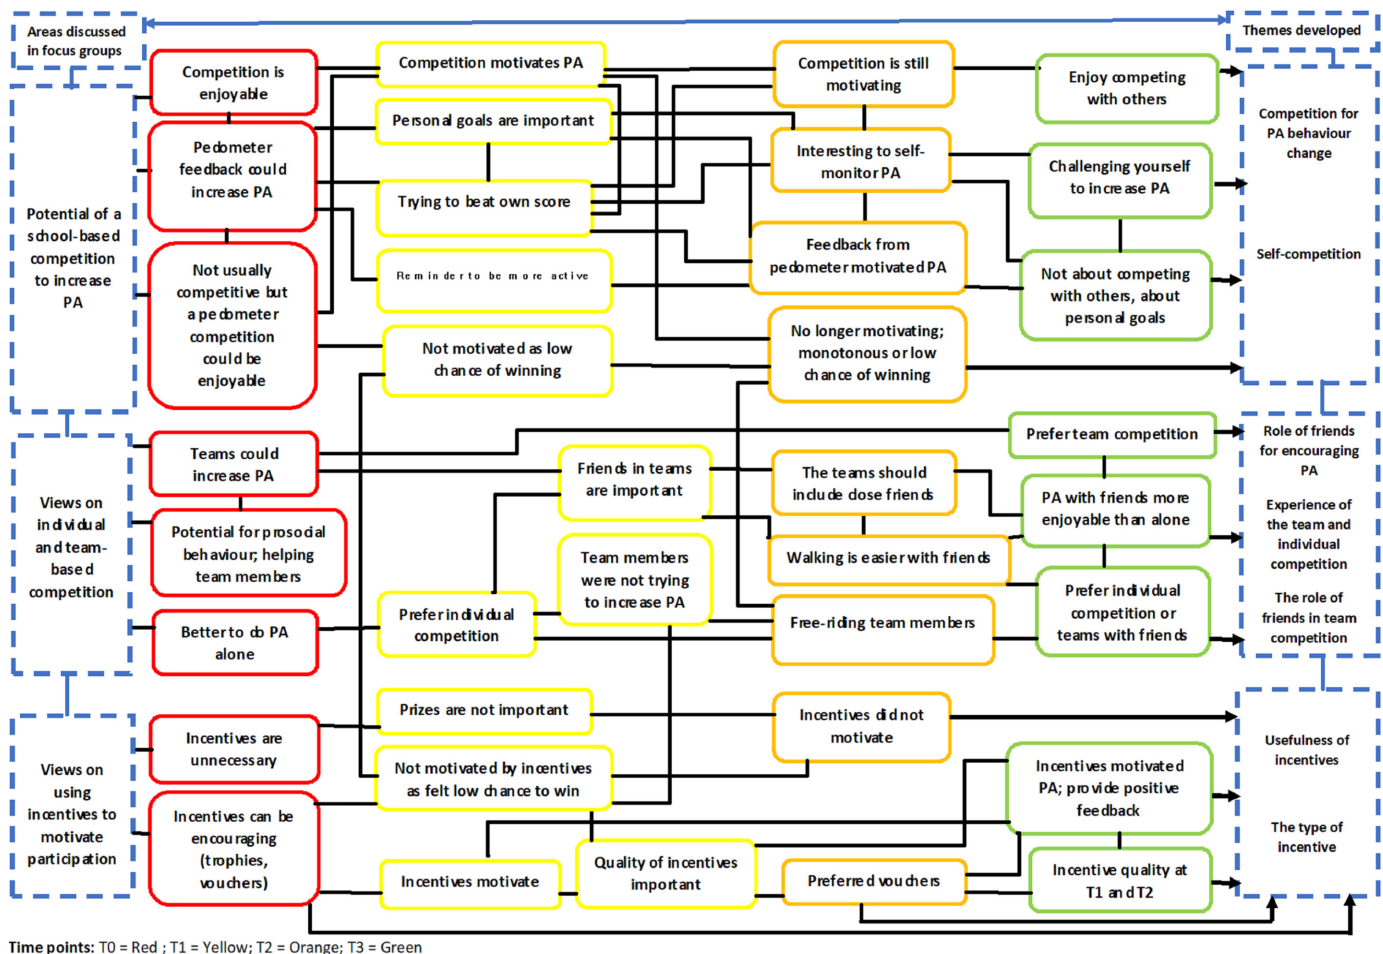 Areas discussed
in focus groups
Themes developed
Potential of a
school-based
competition
to increase
PA
Competition is
enjoyable
Pedometer
feedback could
increase PA
Not usually
competitive but
a pedometer
competition
could be
enjoyable
Competition motivates PA
Personal goals are important
Trying to beat own score
Reminder to be more active
Not motivated as low
chance of winning
Competition is still
motivating
Interesting to self-
monitor PA
Feedback from
pedometer motivated PA
No longer motivating;
monotonous or low
chance of winning
Enjoy competing
with others
Challenging yourself
to increase PA
Not about competing
with others, about
personal goals
Competition for
PA behaviour
change
Self-competition
Views on
individual
and team-
based
competition
Teams could
increase PA
Potential for prosocial
behaviour; helping
team members
Better to do PA
alone
Prefer individual
competition
Friends in teams
are important
Team members
were not trying
to increase PA
The teams should
include close friends
Walking is easier with friends
Free-riding team members
Prefer team competition
PA with friends more
enjoyable than alone
Prefer individual
competition or
teams with friends
Role of friends
for encouraging
PA
Experience of
the team and
individual
competition
The role of
friends in team
competition
Views on
using
incentives to
motivate
participation
Incentives are
unnecessary
Incentives can be
encouraging
(trophies,
vouchers)
Prizes are not important
Not motivated by incentives
as felt low chance to win
Incentives motivate
Quality of incentives
important
Incentives did not
motivate
Preferred vouchers
Incentives motivated
PA; provide positive
feedback
Incentive quality at
T1 and T2
Usefulness of
incentives
The type of
incentive
Time points: T0 = Red ; T1 = Yellow; T2 = Orange; T3 = Green